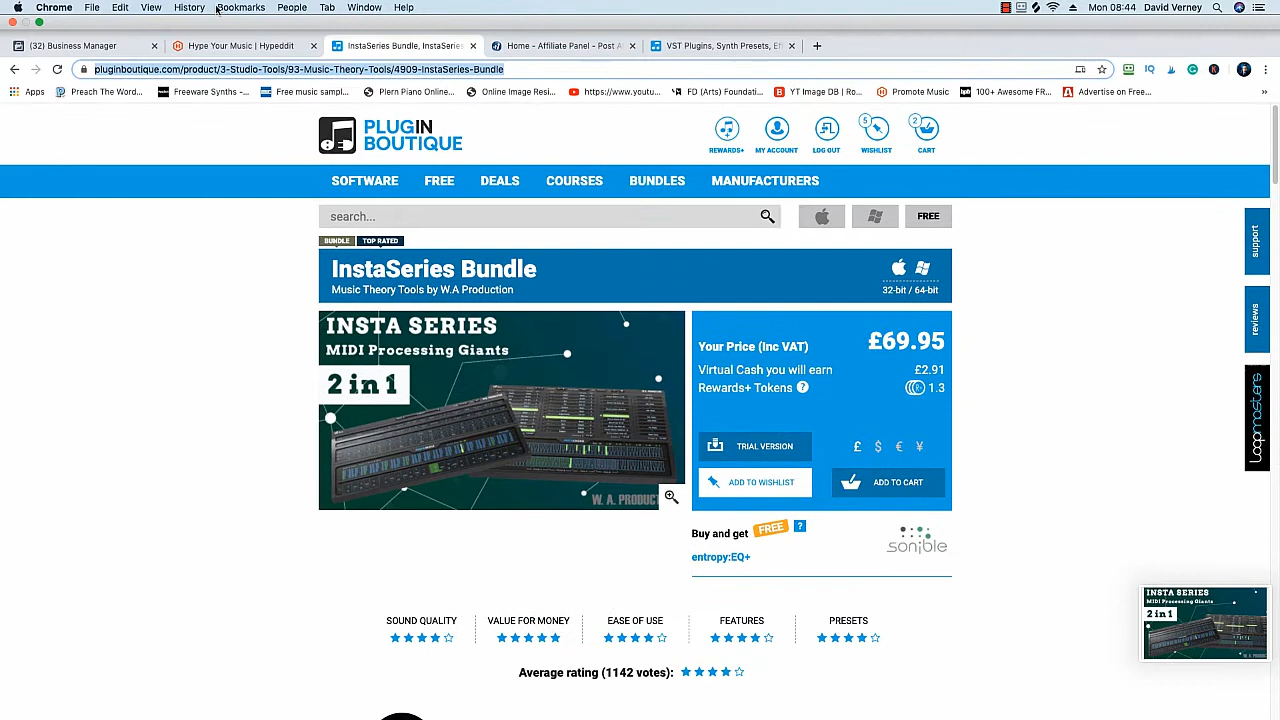 Chrome File Edit View History Bookmarks People Tab Window Help Mon 08:44 David Verney
(32) Business Manager Hype Your Music | Hypeddit InstaSeries Bundle, InstaSeries Home - Affiliate Panel - Post A VST Plugins, Synth Presets, Ef
pluginboutique.com/product/3-Studio-Tools/93-Music-Theory-Tools/4909-InstaSeries-Bundle
Apps Preach The Word... Freeware Synths -... Free music sampl... Plern Piano Online... Online Image Resi... https://www.youtu... FD (Arts) Foundati... YT Image DB | Ro... Promote Music 100+ Awesome FR... Advertise on Free...
PLUGIN
BOUTIQUE
5 2
REWARDS+ MY ACCOUNT LOG OUT WISHLIST CART
SOFTWARE FREE DEALS COURSES BUNDLES MANUFACTURERS
search... FREE
BUNDLE TOP RATED
InstaSeries Bundle
Music Theory Tools by W.A Production 32-bit / 64-bit
INSTA SERIES
MIDI Processing Giants
2 in 1
W. A. PRODUCT
Your Price (Inc VAT) £69.95
Virtual Cash you will earn £2.91
Rewards+ Tokens ? 1.3
TRIAL VERSION £ $ € ¥
ADD TO WISHLIST ADD TO CART
Buy and get FREE ?
sonible
entropy:EQ+
SOUND QUALITY VALUE FOR MONEY EASE OF USE FEATURES PRESETS
Average rating (1142 votes):
support
reviews
loopmasters
INSTA SERIES
MIDI Processing Giants
2 in 1